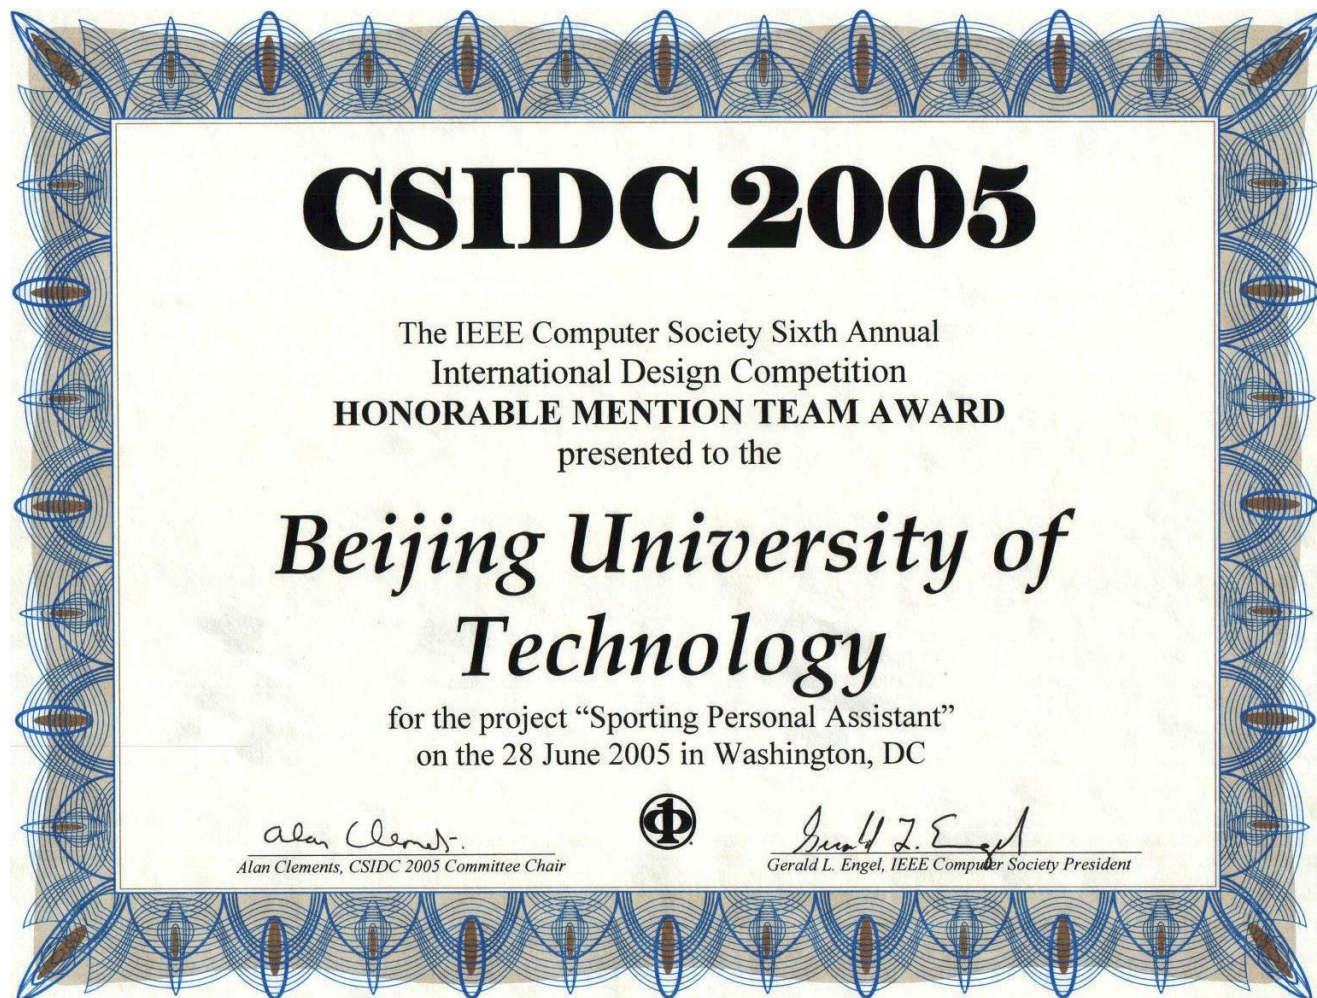 CSIDC 2005
The IEEE Computer Society Sixth Annual
International Design Competition
HONORABLE MENTION TEAM AWARD
presented to the
Beijing University of
Technology
for the project “Sporting Personal Assistant”
on the 28 June 2005 in Washington, DC
Alan Clements
Gerald L. Engel
Alan Clements, CSIDC 2005 Committee Chair
Gerald L. Engel, IEEE Computer Society President